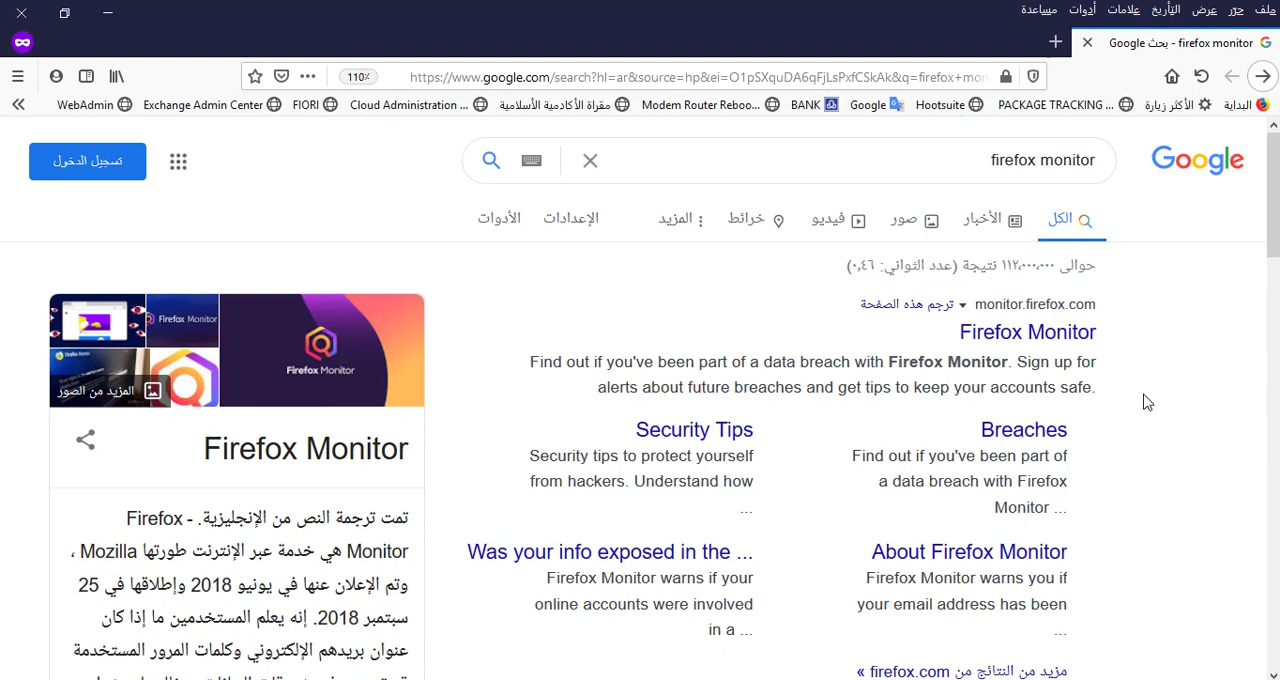 ملف حرّر عرض التأريخ علامات أدوات مساعدة
Google بحث - firefox monitor
110٪
https://www.google.com/search?hl=ar&source=hp&ei=O1pSXquDA6qFjLsPxfCSkAk&q=firefox+mon
البداية الأكثر زيارة PACKAGE TRACKING ... Hootsuite Google BANK Modem Router Reboo... مقراة الأكاديمية الأسلامية Cloud Administration ... FIORI Exchange Admin Center WebAdmin
Google
firefox monitor
تسجيل الدخول
الكل الأخبار صور فيديو خرائط المزيد الإعدادات الأدوات
حوالى ١١٢،٠٠٠،٠٠٠ نتيجة (عدد الثواني: ٠,٤٦)
monitor.firefox.com ترجم هذه الصفحة
Firefox Monitor
Find out if you've been part of a data breach with Firefox Monitor. Sign up for
alerts about future breaches and get tips to keep your accounts safe.
Breaches
Find out if you've been part of
a data breach with Firefox
Monitor ...
Security Tips
Security tips to protect yourself
from hackers. Understand how
...
About Firefox Monitor
Firefox Monitor warns you if
your email address has been
...
Was your info exposed in the ...
Firefox Monitor warns if your
online accounts were involved
in a ...
مزيد من النتائج من firefox.com »
Firefox Monitor
Firefox Monitor
المزيد من الصور
Firefox Monitor
تمت ترجمة النص من الإنجليزية. - Firefox
Monitor هي خدمة عبر الإنترنت طورتها Mozilla ،
وتم الإعلان عنها في يونيو 2018 وإطلاقها في 25
سبتمبر 2018. إنه يعلم المستخدمين ما إذا كان
عنوان بريدهم الإلكتروني وكلمات المرور المستخدمة